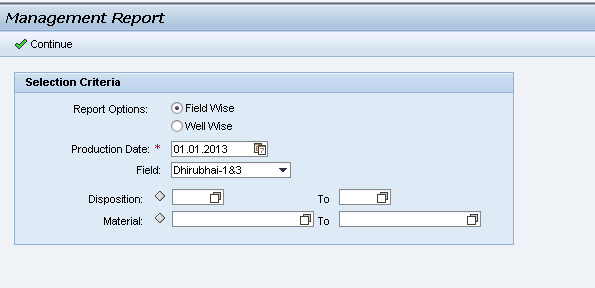 Management Report
Continue
Selection Criteria
Report Options: Field Wise
Well Wise
Production Date: * 01.01.2013
Field: Dhirubhai-1&3
Disposition: To
Material: To